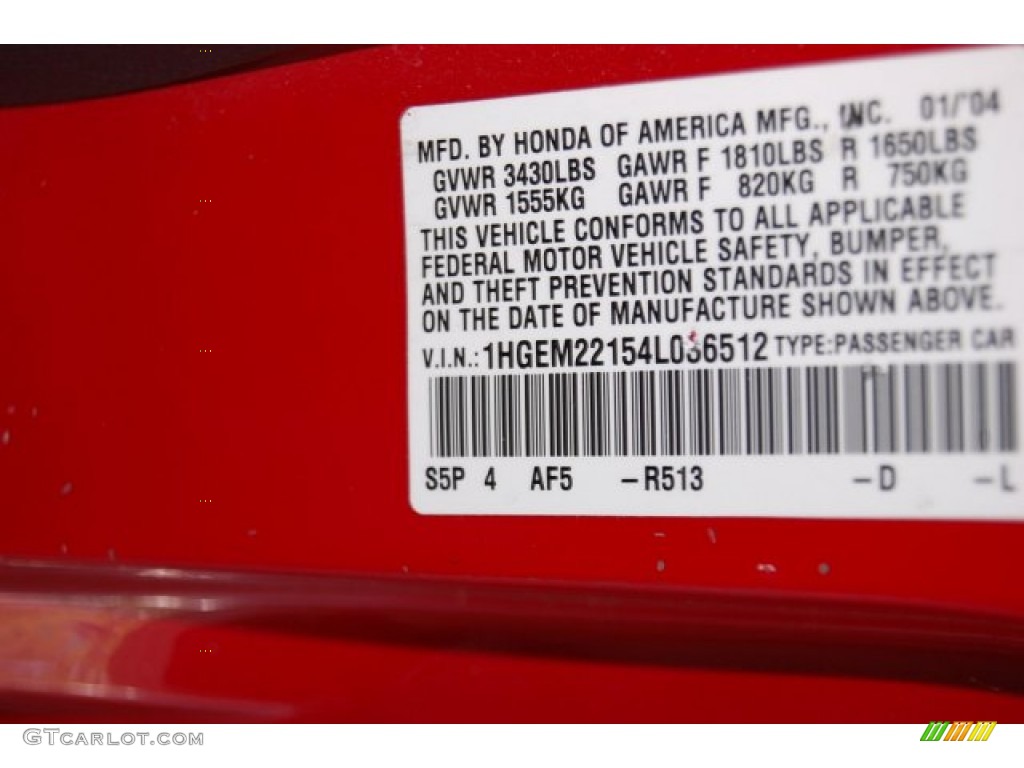 MFD. BY HONDA OF AMERICA MFG., INC. 01/'04
GVWR 3430LBS GAWR F 1810LBS R 1650LBS
GVWR 1555KG GAWR F 820KG R 750KG
THIS VEHICLE CONFORMS TO ALL APPLICABLE
FEDERAL MOTOR VEHICLE SAFETY, BUMPER,
AND THEFT PREVENTION STANDARDS IN EFFECT
ON THE DATE OF MANUFACTURE SHOWN ABOVE.
V.I.N.: 1HGEM22154L036512 TYPE:PASSENGER CAR
S5P 4 AF5 –R513 –D –L
GTCARLOT.COM